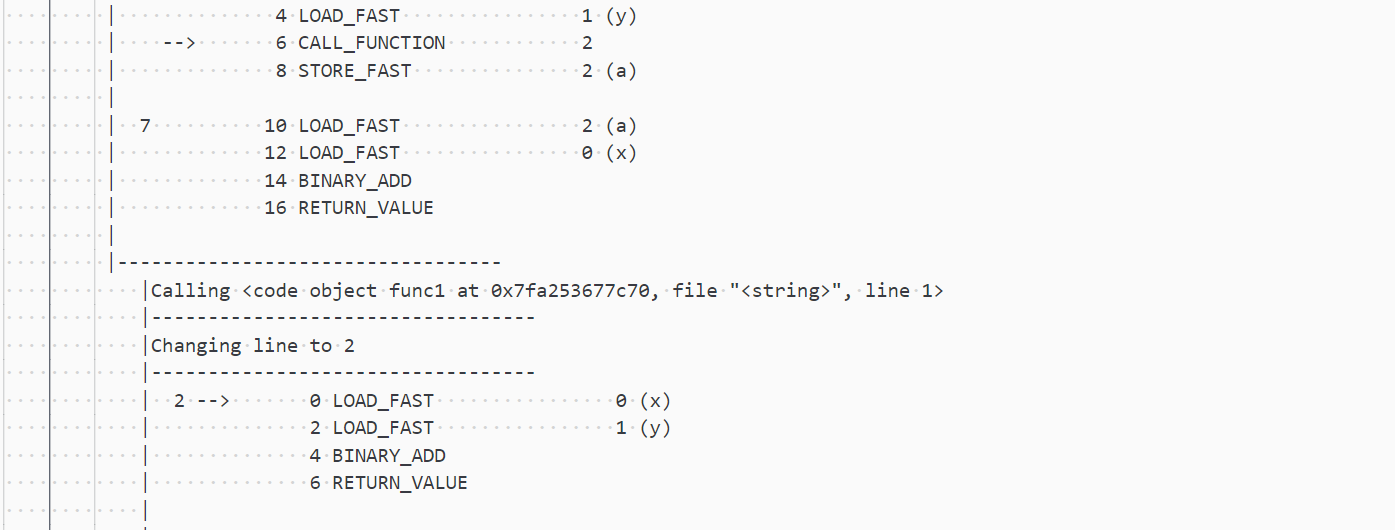 |             4 LOAD_FAST                1 (y)
|    -->       6 CALL_FUNCTION            2
|             8 STORE_FAST               2 (a)
|
|  7          10 LOAD_FAST                2 (a)
|            12 LOAD_FAST                0 (x)
|            14 BINARY_ADD
|            16 RETURN_VALUE
|
|----------------------------------
|Calling <code object func1 at 0x7fa253677c70, file "<string>", line 1>
|----------------------------------
|Changing line to 2
|----------------------------------
|  2 -->       0 LOAD_FAST                0 (x)
|             2 LOAD_FAST                1 (y)
|             4 BINARY_ADD
|             6 RETURN_VALUE
|